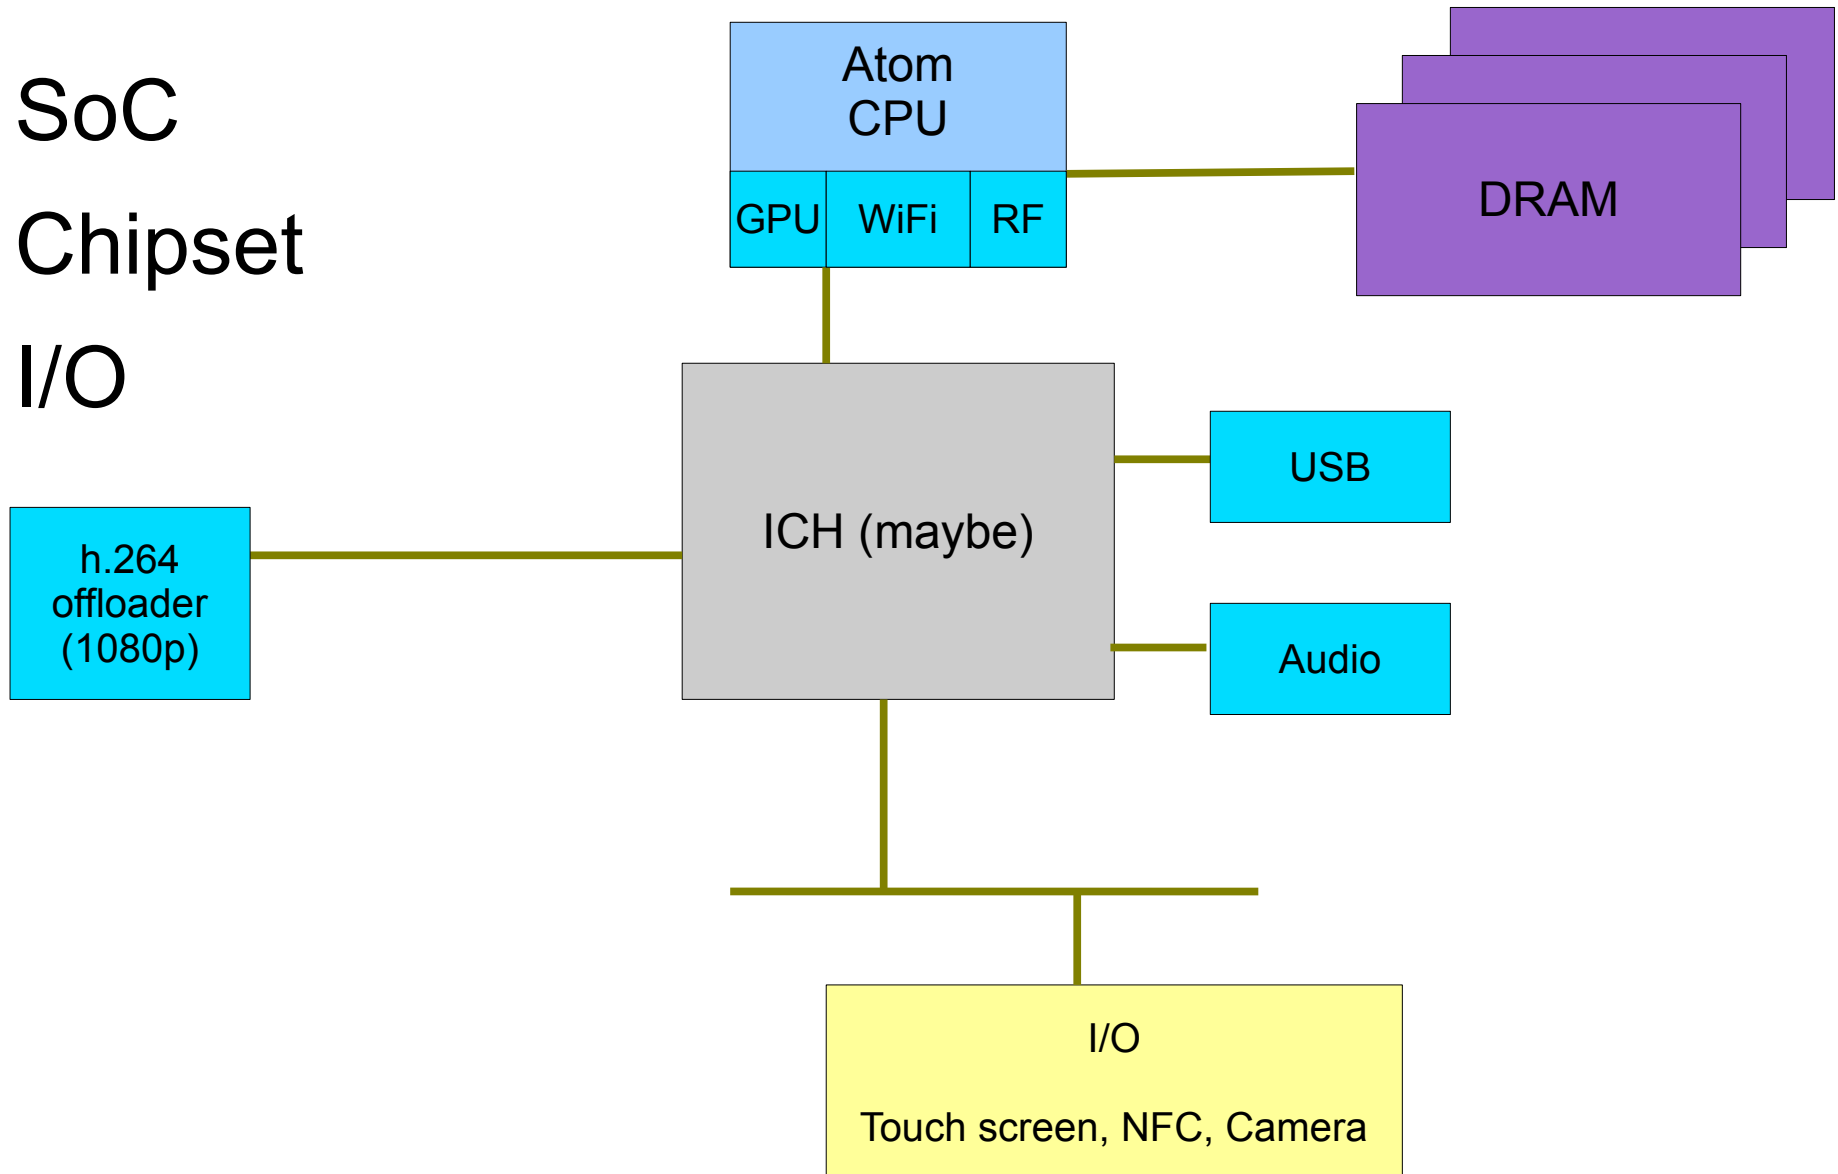 SoC
Chipset
I/O
Atom
CPU
GPU
WiFi
RF
DRAM
ICH (maybe)
USB
Audio
h.264
offloader
(1080p)
I/O
Touch screen, NFC, Camera